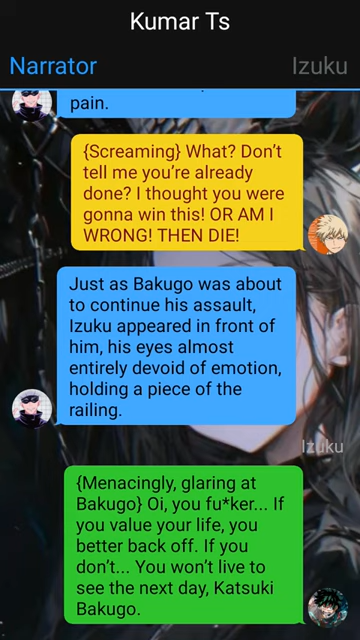 Kumar Ts
Narrator
Izuku
pain.
{Screaming} What? Don't
tell me you're already
done? I thought you were
gonna win this! OR AM I
WRONG! THEN DIE!
Just as Bakugo was about
to continue his assault,
Izuku appeared in front of
him, his eyes almost
entirely devoid of emotion,
holding a piece of the
railing.
Izuku
{Menacingly, glaring at
Bakugo} Oi, you fu*ker... If
you value your life, you
better back off. If you
don't... You won't live to
see the next day, Katsuki
Bakugo.